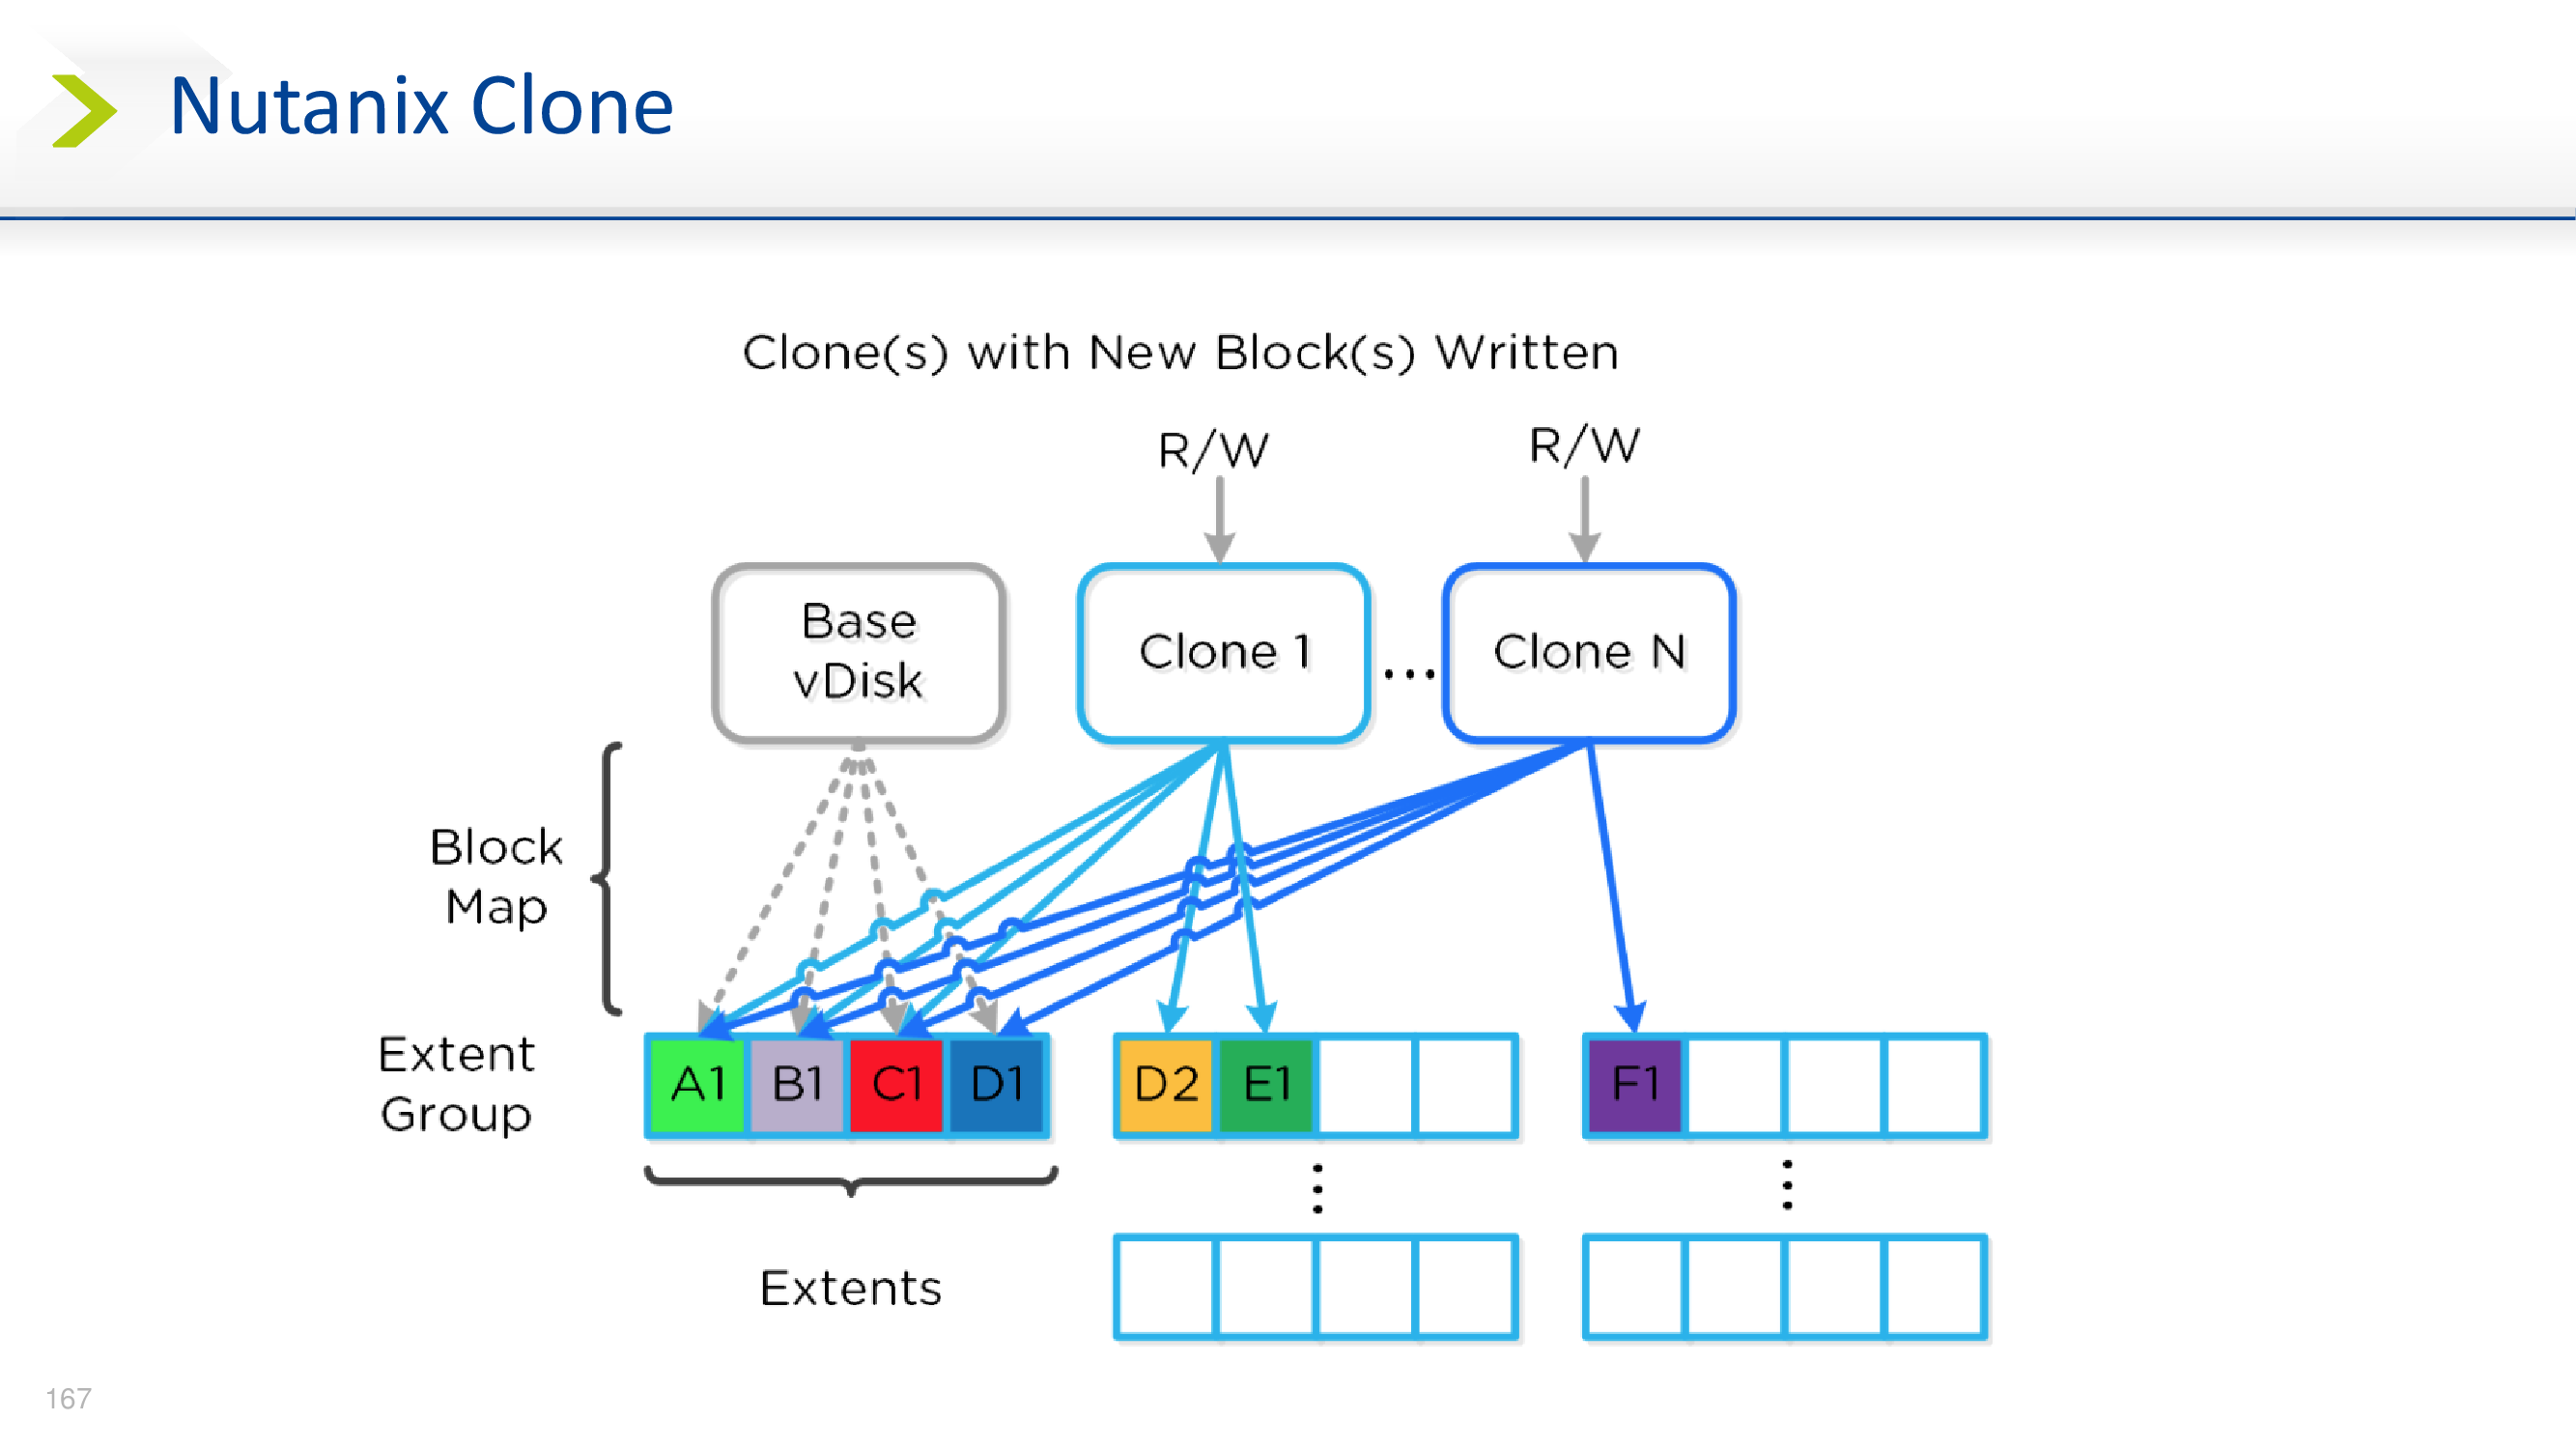 Nutanix Clone
Clone(s) with New Block(s) Written
R/W
R/W
Base
vDisk
Clone 1
...
Clone N
Block
Map
Extent
Group
A1
B1
C1
D1
D2
E1
F1
Extents
167